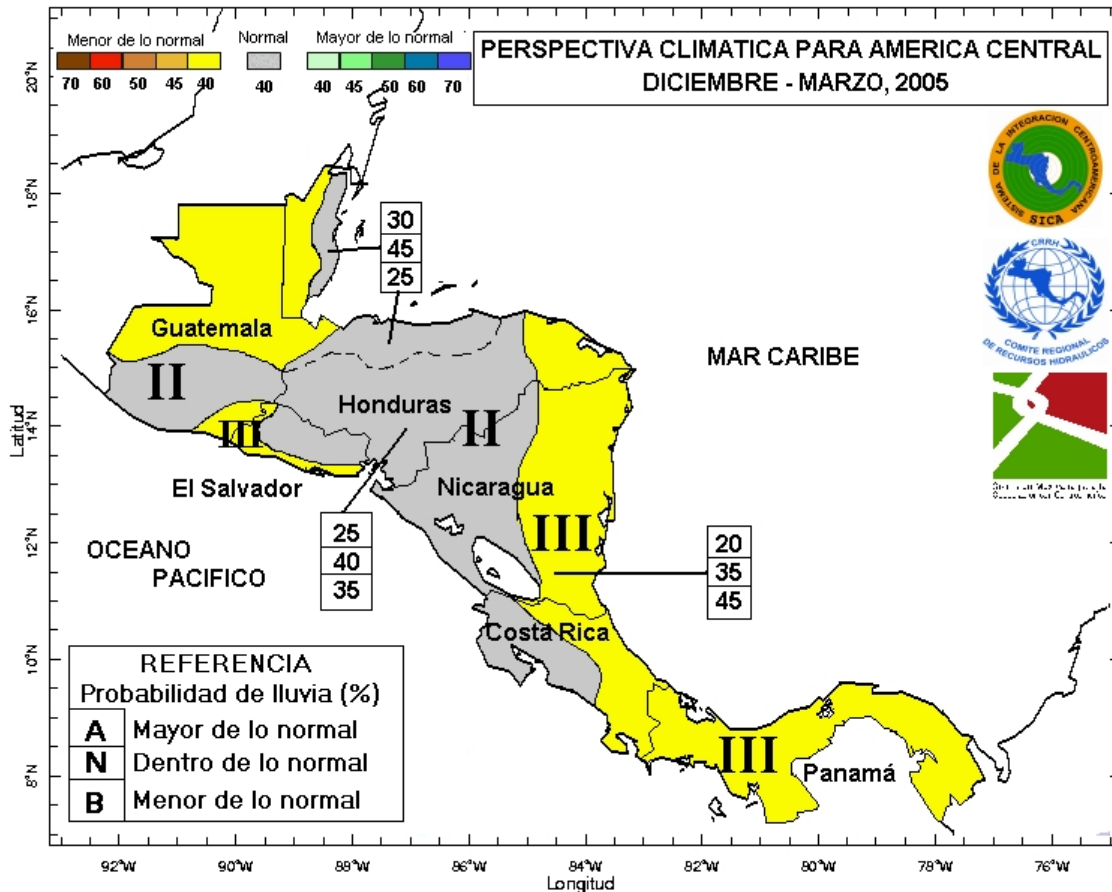 Menor de lo normal
Normal
Mayor de lo normal
70 60 50 45 40
40
40 45 50 60 70
PERSPECTIVA CLIMATICA PARA AMERICA CENTRAL
DICIEMBRE - MARZO, 2005
SISTEMA DE LA INTEGRACION CENTROAMERICANA
SICA
CRRH
COMITE REGIONAL
DE RECURSOS HIDRAULICOS
20°N
18°N
16°N
14°N
12°N
10°N
8°N
Latitud
30
45
25
Guatemala
MAR CARIBE
II
Honduras
II
III
El Salvador
Nicaragua
III
25
40
35
20
35
45
OCEANO
PACIFICO
Costa Rica
III
Panamá
REFERENCIA
Probabilidad de lluvia (%)
A Mayor de lo normal
N Dentro de lo normal
B Menor de lo normal
92°W 90°W 88°W 86°W 84°W 82°W 80°W 78°W 76°W
Longitud